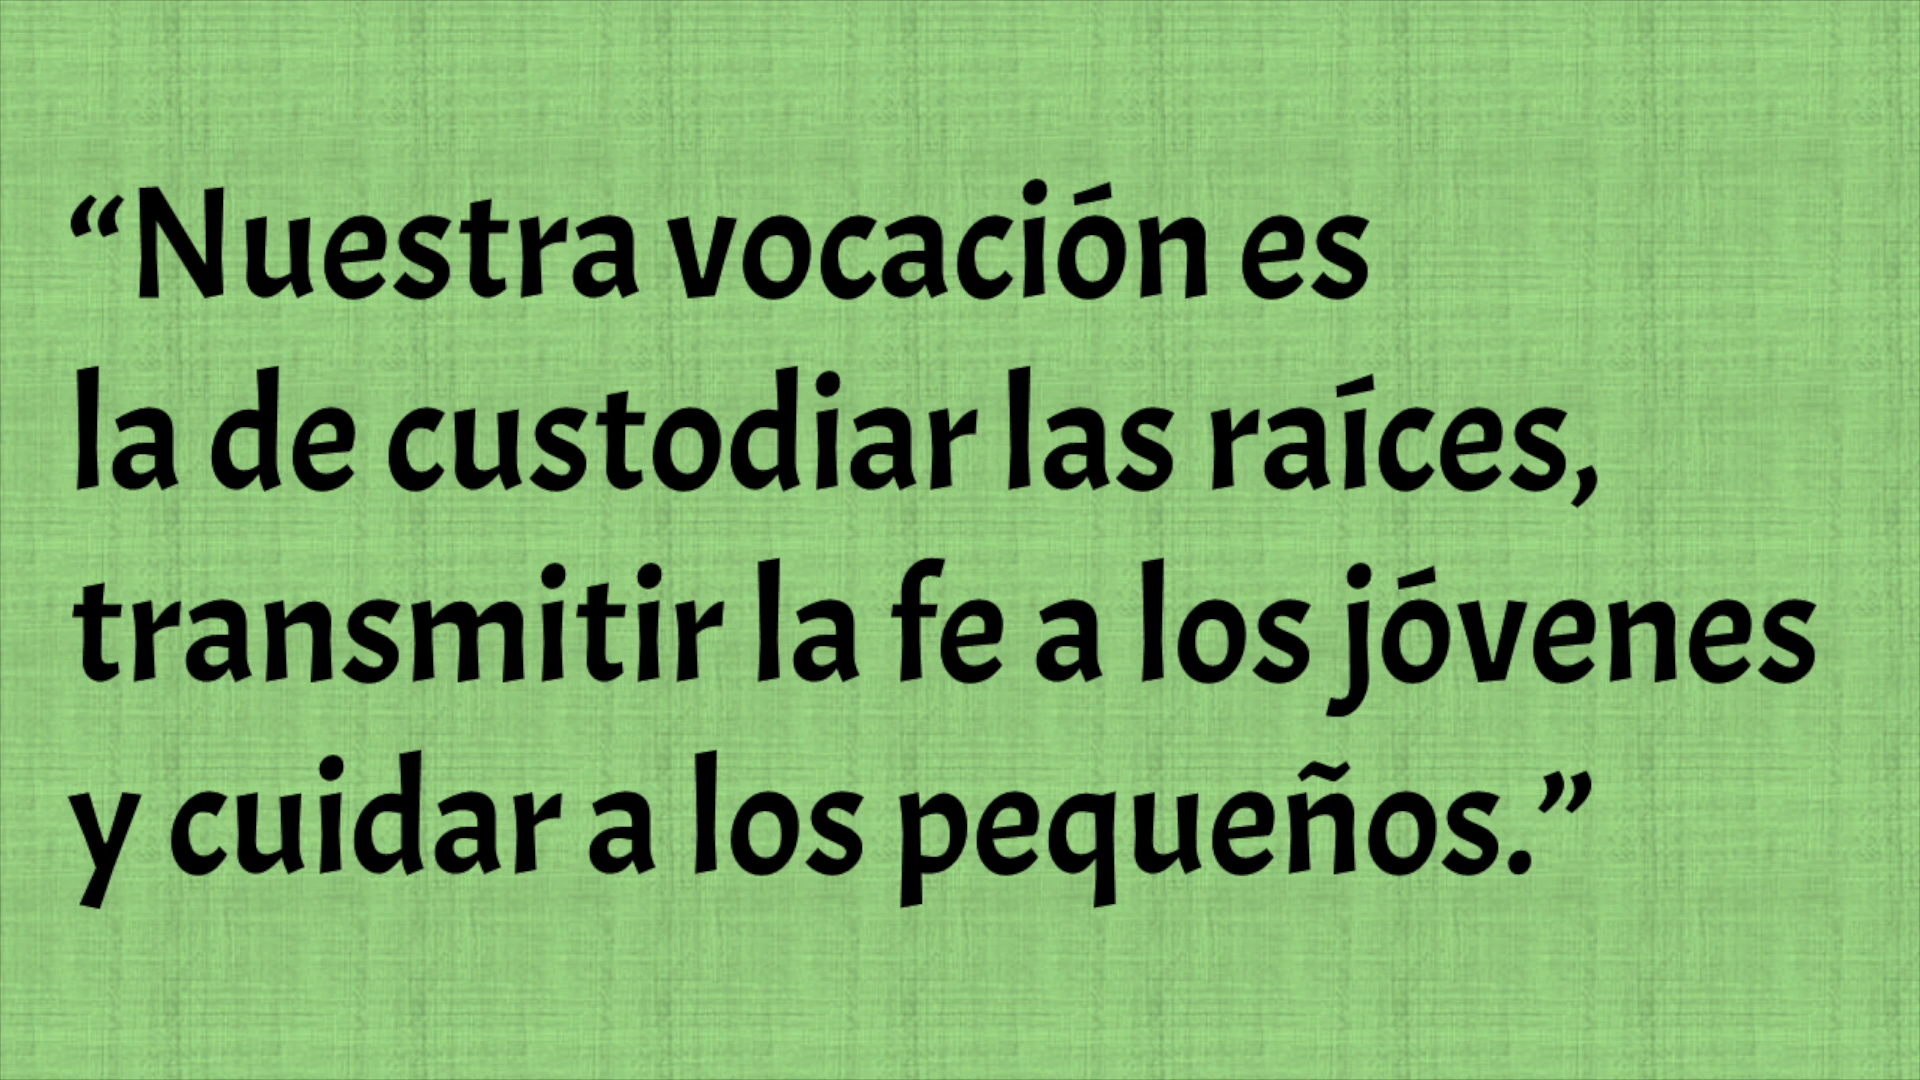 “Nuestra vocación es
la de custodiar las raíces,
transmitir la fe a los jóvenes
y cuidar a los pequeños.”